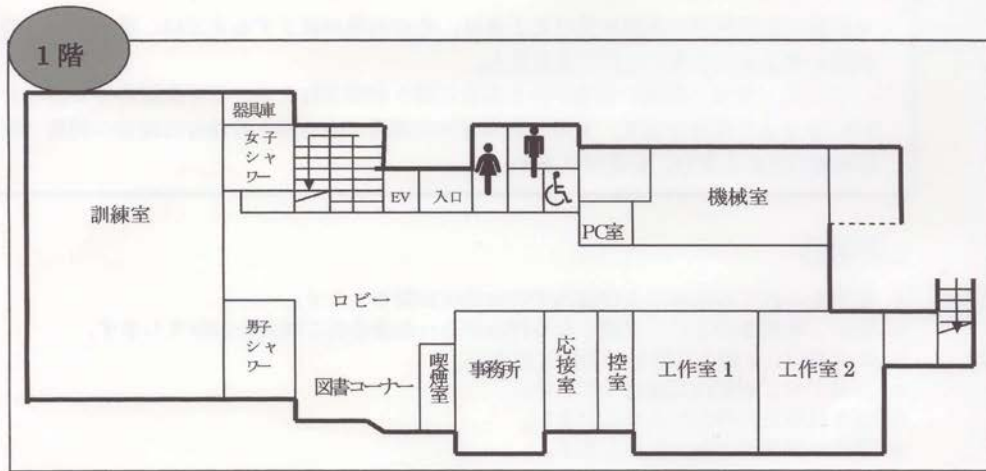 1階
器具庫
女子
シャ
ワー
EV
入口
機械室
PC室
訓練室
ロビー
男子
シャ
ワー
図書コーナー
喫煙室
事務所
応接室
控室
工作室1
工作室2